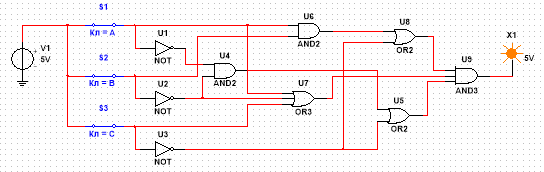 S1
Кл = A
V1
5V
U1
NOT
U6
AND2
U8
OR2
X1
5V
S2
Кл = B
U4
AND2
U2
NOT
U7
OR3
U9
AND3
S3
Кл = C
U5
OR2
U3
NOT